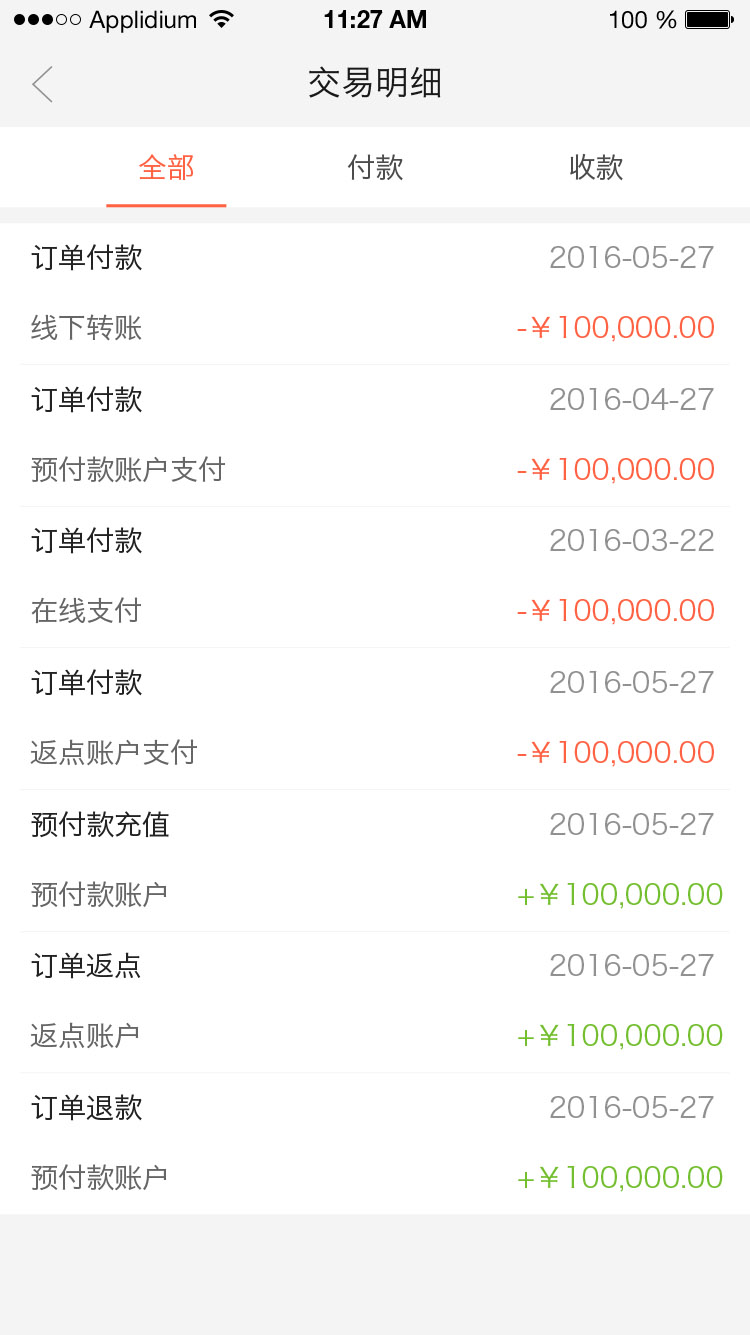 Applidium 11:27 AM 100 %
交易明细
全部 付款 收款
订单付款 2016-05-27
线下转账 -¥100,000.00
订单付款 2016-04-27
预付款账户支付 -¥100,000.00
订单付款 2016-03-22
在线支付 -¥100,000.00
订单付款 2016-05-27
返点账户支付 -¥100,000.00
预付款充值 2016-05-27
预付款账户 +¥100,000.00
订单返点 2016-05-27
返点账户 +¥100,000.00
订单退款 2016-05-27
预付款账户 +¥100,000.00